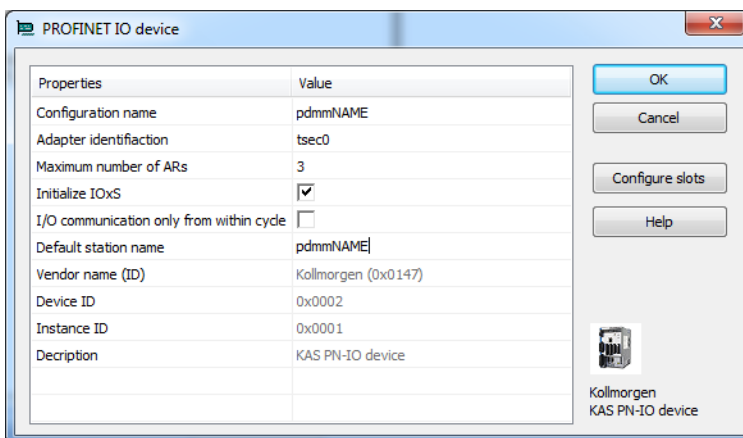 PROFINET IO device
Properties Value
Configuration name pdmmNAME
Adapter identifiaction tsec0
Maximum number of ARs 3
Initialize IOxS
I/O communication only from within cycle
Default station name pdmmNAME
Vendor name (ID) Kollmorgen (0x0147)
Device ID 0x0002
Instance ID 0x0001
Decription KAS PN-IO device
OK
Cancel
Configure slots
Help
Kollmorgen
KAS PN-IO device